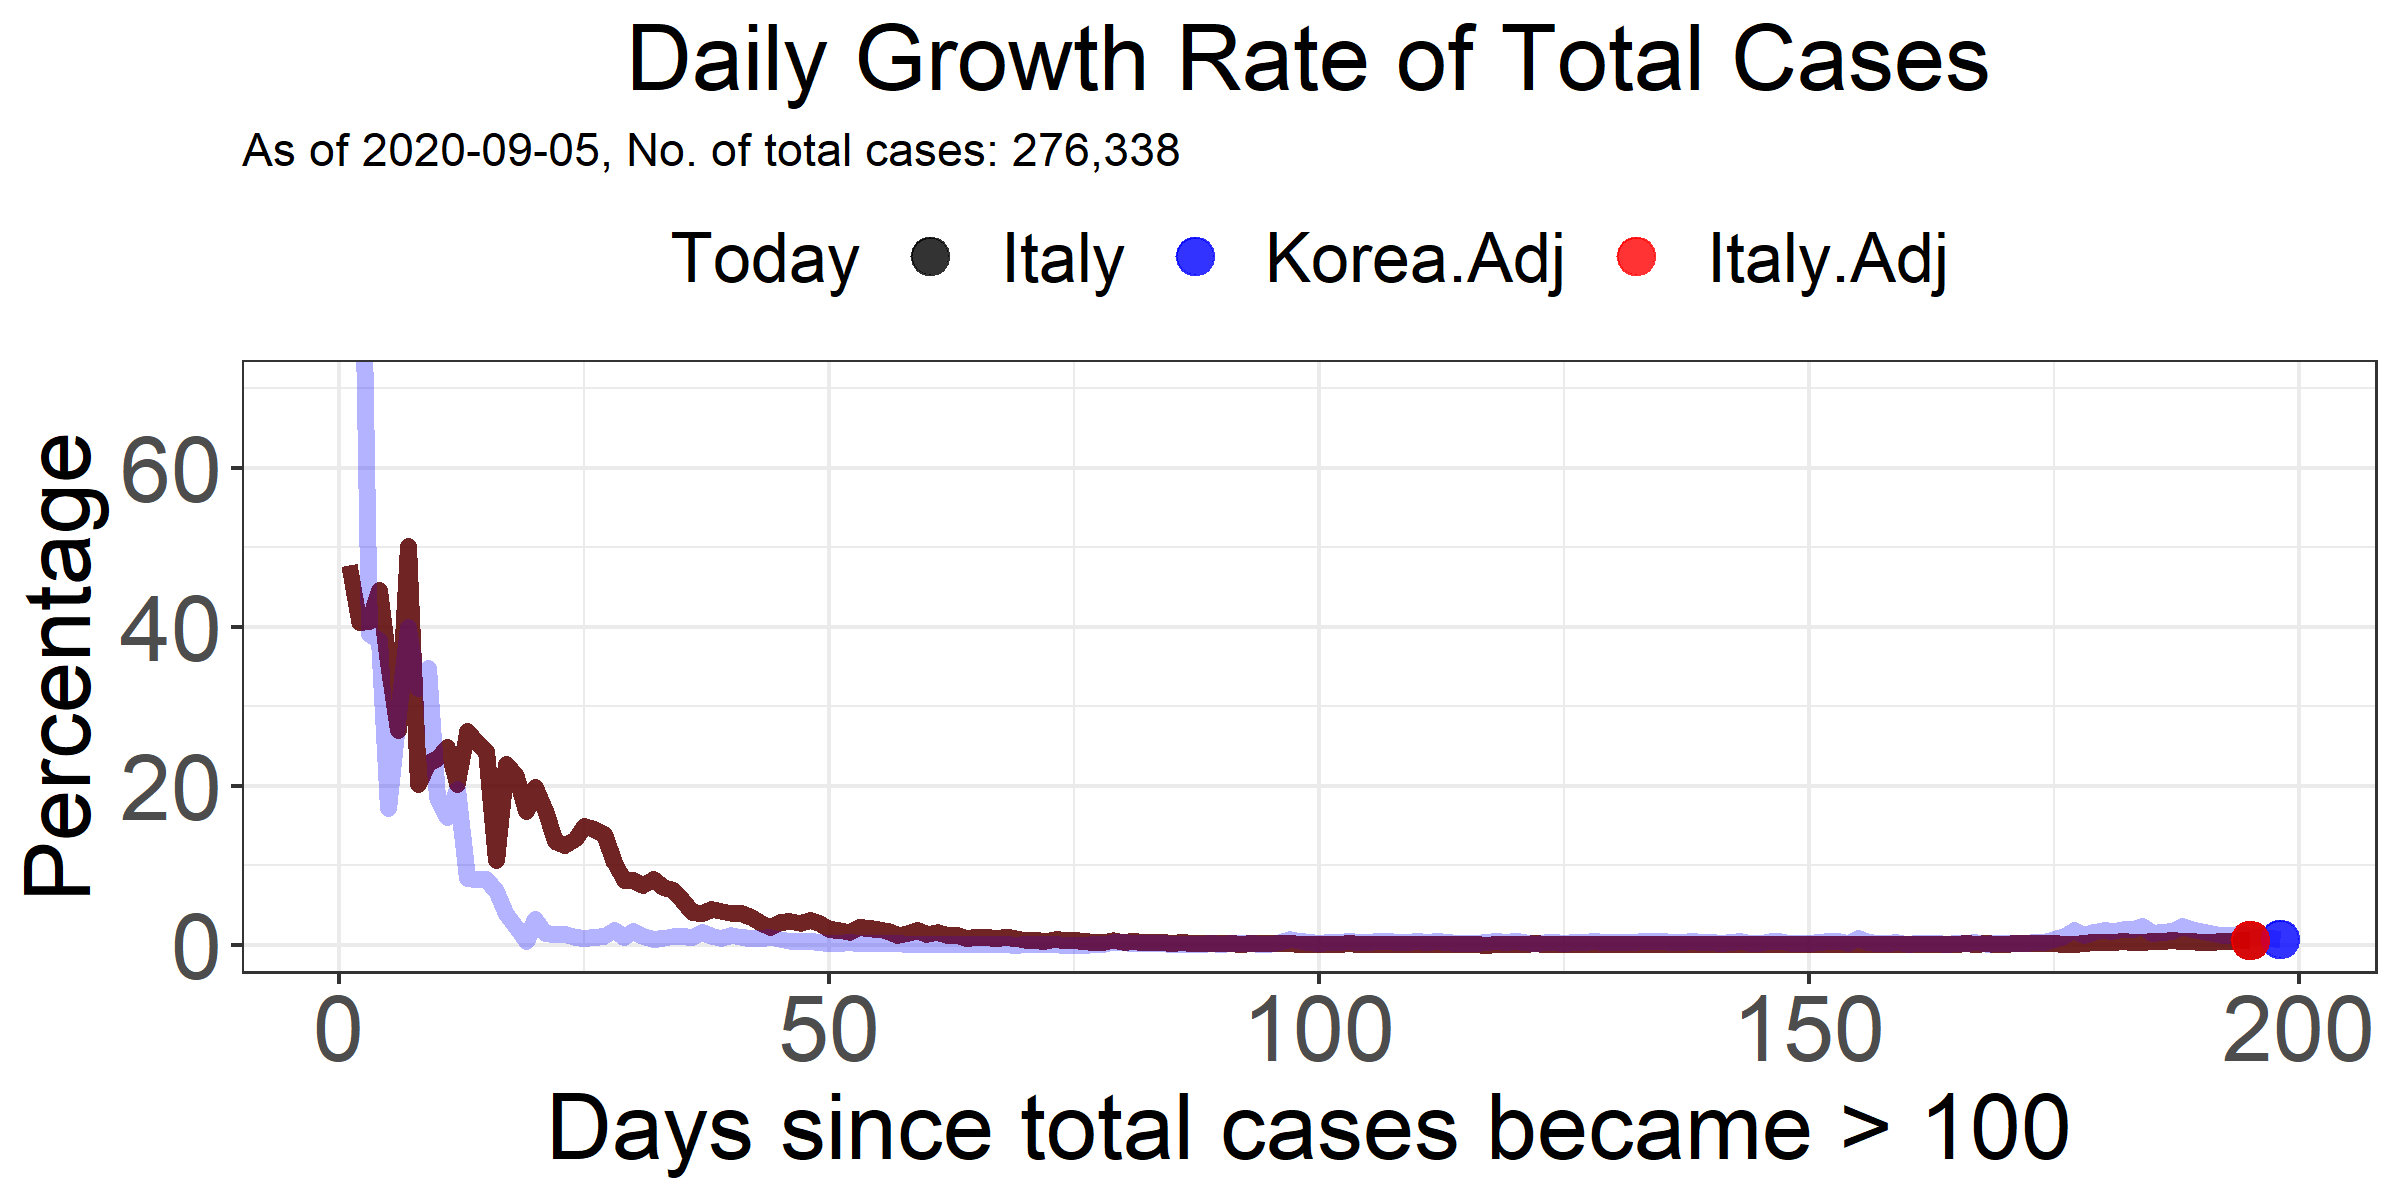 Daily Growth Rate of Total Cases
As of 2020-09-05, No. of total cases: 276,338
Today Italy Korea.Adj Italy.Adj
Percentage
60
40
20
0
0 50 100 150 200
Days since total cases became > 100